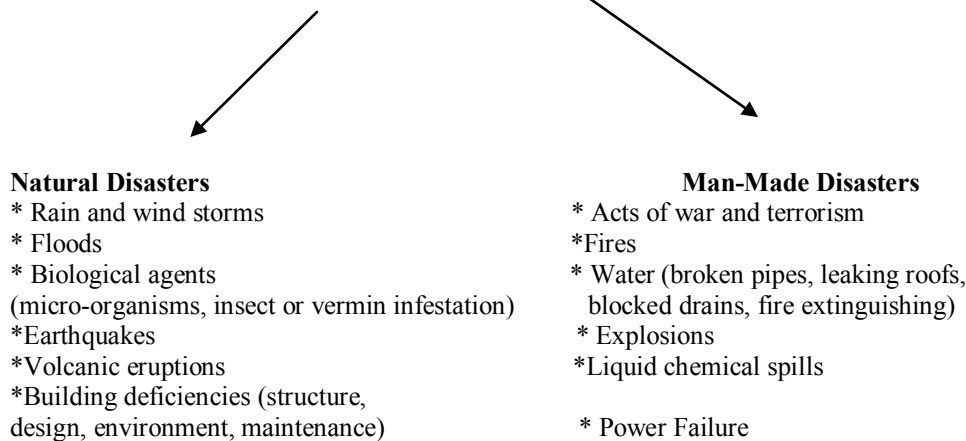 Natural Disasters
* Rain and wind storms
* Floods
* Biological agents
(micro-organisms, insect or vermin infestation)
*Earthquakes
*Volcanic eruptions
*Building deficiencies (structure,
design, environment, maintenance)
Man-Made Disasters
* Acts of war and terrorism
*Fires
* Water (broken pipes, leaking roofs,
blocked drains, fire extinguishing)
* Explosions
*Liquid chemical spills
* Power Failure